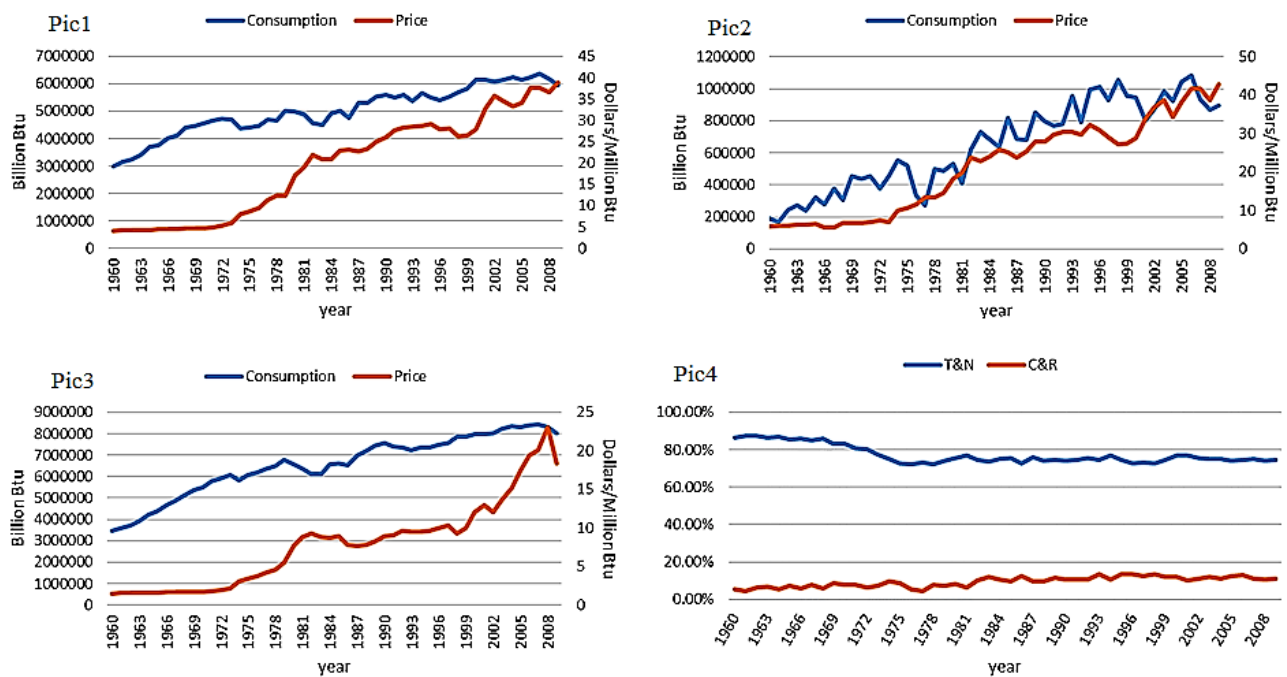 Pic1
Consumption Price
7000000
6000000
5000000
4000000
3000000
2000000
1000000
0
Billion Btu
45
40
35
30
25
20
15
10
5
0
Dollars/Million Btu
1960 1963 1966 1969 1972 1975 1978 1981 1984 1987 1990 1993 1996 1999 2002 2005 2008
year
Pic2
Consumption Price
1200000
1000000
800000
600000
400000
200000
0
Billion Btu
50
40
30
20
10
0
Dollars/Million Btu
1960 1963 1966 1969 1972 1975 1978 1981 1984 1987 1990 1993 1996 1999 2002 2005 2008
year
Pic3
Consumption Price
9000000
8000000
7000000
6000000
5000000
4000000
3000000
2000000
1000000
0
Billion Btu
25
20
15
10
5
0
Dollars/Million Btu
1960 1963 1966 1969 1972 1975 1978 1981 1984 1987 1990 1993 1996 1999 2002 2005 2008
year
Pic4
T&N C&R
100.00%
80.00%
60.00%
40.00%
20.00%
0.00%
1960 1963 1966 1969 1972 1975 1978 1981 1984 1987 1990 1993 1996 1999 2002 2005 2008
year